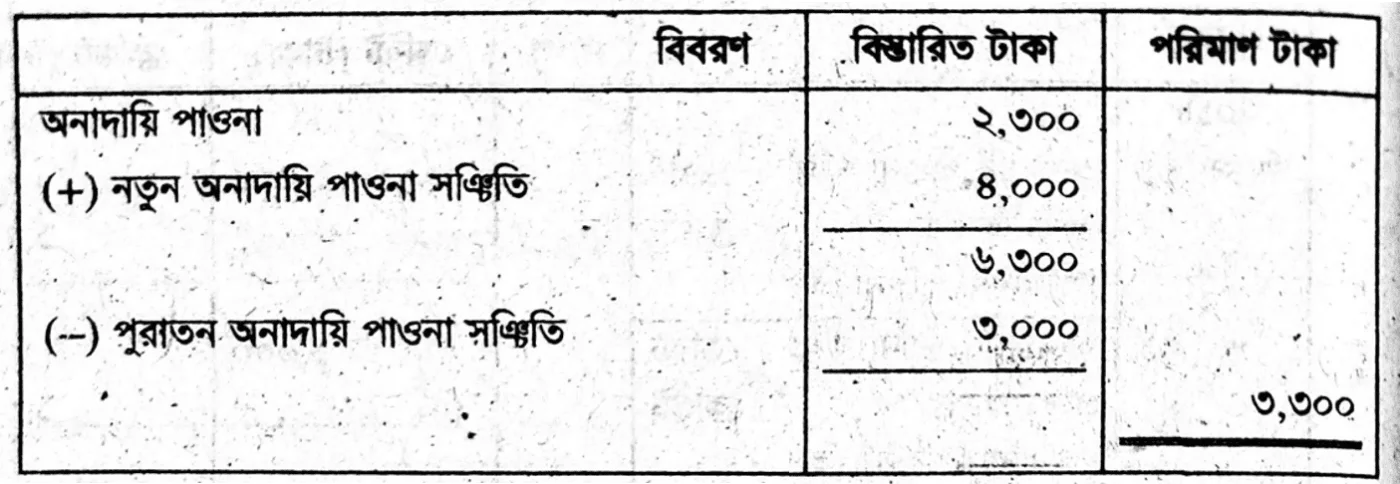 বিবরণ বিস্তারিত টাকা পরিমাণ টাকা
অনাদায়ি পাওনা ২,৩০০
(+) নতুন অনাদায়ি পাওনা সঞ্চিতি ৪,০০০
৬,৩০০
(–) পুরাতন অনাদায়ি পাওনা সঞ্চিতি ৩,০০০
৩,৩০০